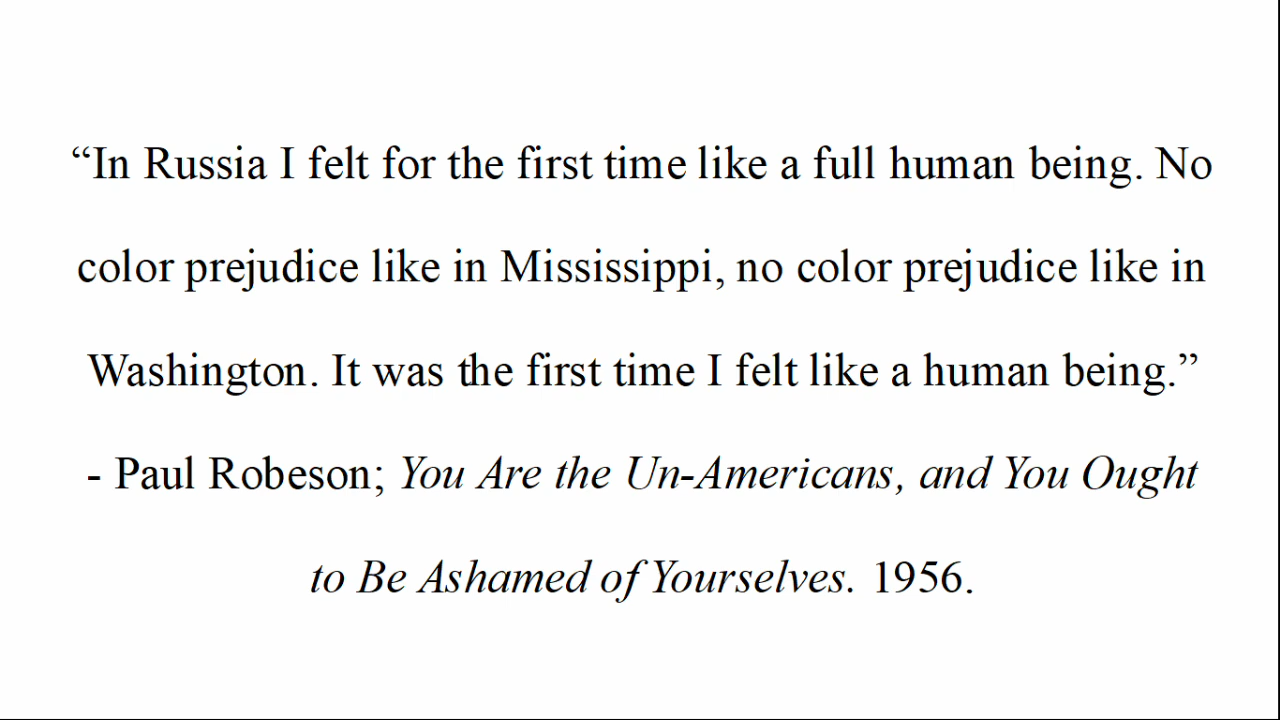 “In Russia I felt for the first time like a full human being. No
color prejudice like in Mississippi, no color prejudice like in
Washington. It was the first time I felt like a human being.”
- Paul Robeson; You Are the Un-Americans, and You Ought
to Be Ashamed of Yourselves. 1956.